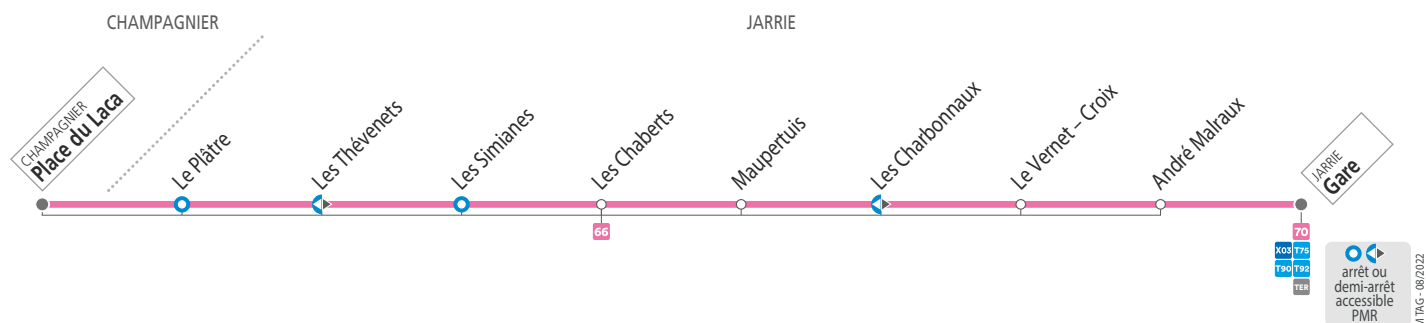 CHAMPAGNIER
JARRIE
CHAMPAGNIER
Place du Laca
Le Plâtre
Les Thévenets
Les Simianes
Les Chaberts
Maupertuis
Les Charbonnaux
Le Vernet – Croix
André Malraux
JARRIE
Gare
66
70
X03 T75
T90 T92
TER
arrêt ou
demi-arrêt
accessible
PMR
TAG - 08/2022